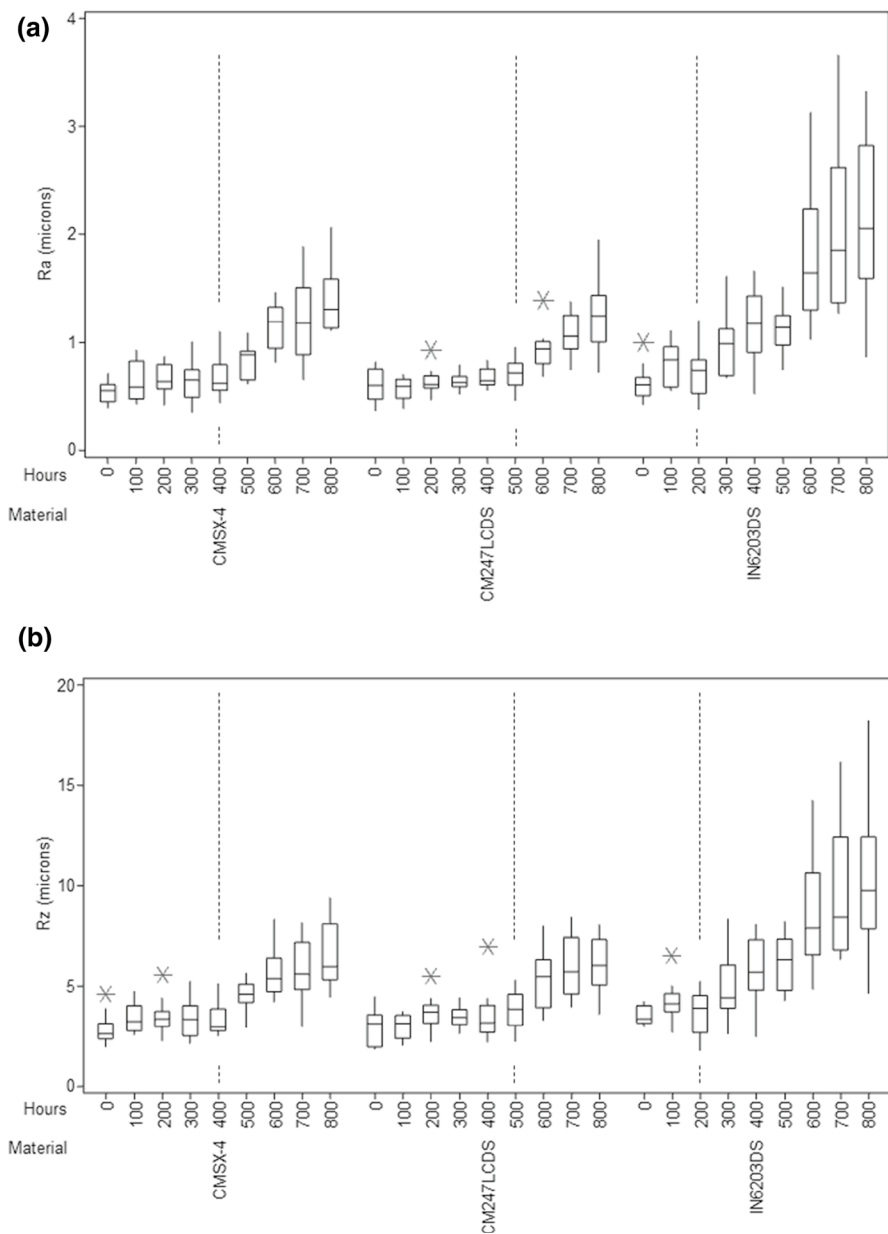 (a)
4
3
2
1
0
Ra (microns)
Hours 0 100 200 300 400 500 600 700 800 0 100 200 300 400 500 600 700 800 0 100 200 300 400 500 600 700 800
Material CMSX-4 CM247LCDS IN6203DS
(b)
20
15
10
5
0
Rz (microns)
Hours 0 100 200 300 400 500 600 700 800 0 100 200 300 400 500 600 700 800 0 100 200 300 400 500 600 700 800
Material CMSX-4 CM247LCDS IN6203DS